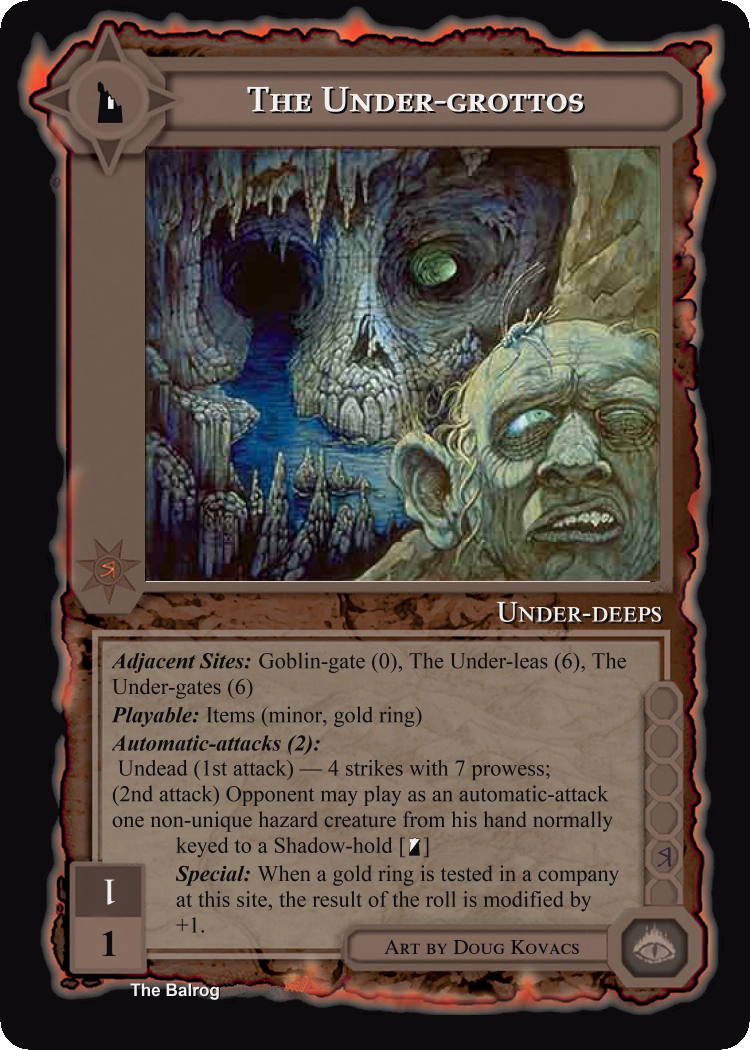 The Under-grottos
Under-deeps
Adjacent Sites: Goblin-gate (0), The Under-leas (6), The
Under-gates (6)
Playable: Items (minor, gold ring)
Automatic-attacks (2):
Undead (1st attack) — 4 strikes with 7 prowess;
(2nd attack) Opponent may play as an automatic-attack
one non-unique hazard creature from his hand normally
keyed to a Shadow-hold [ ]
Special: When a gold ring is tested in a company
at this site, the result of the roll is modified by
+1.
1
1
Art by Doug Kovacs
The Balrog